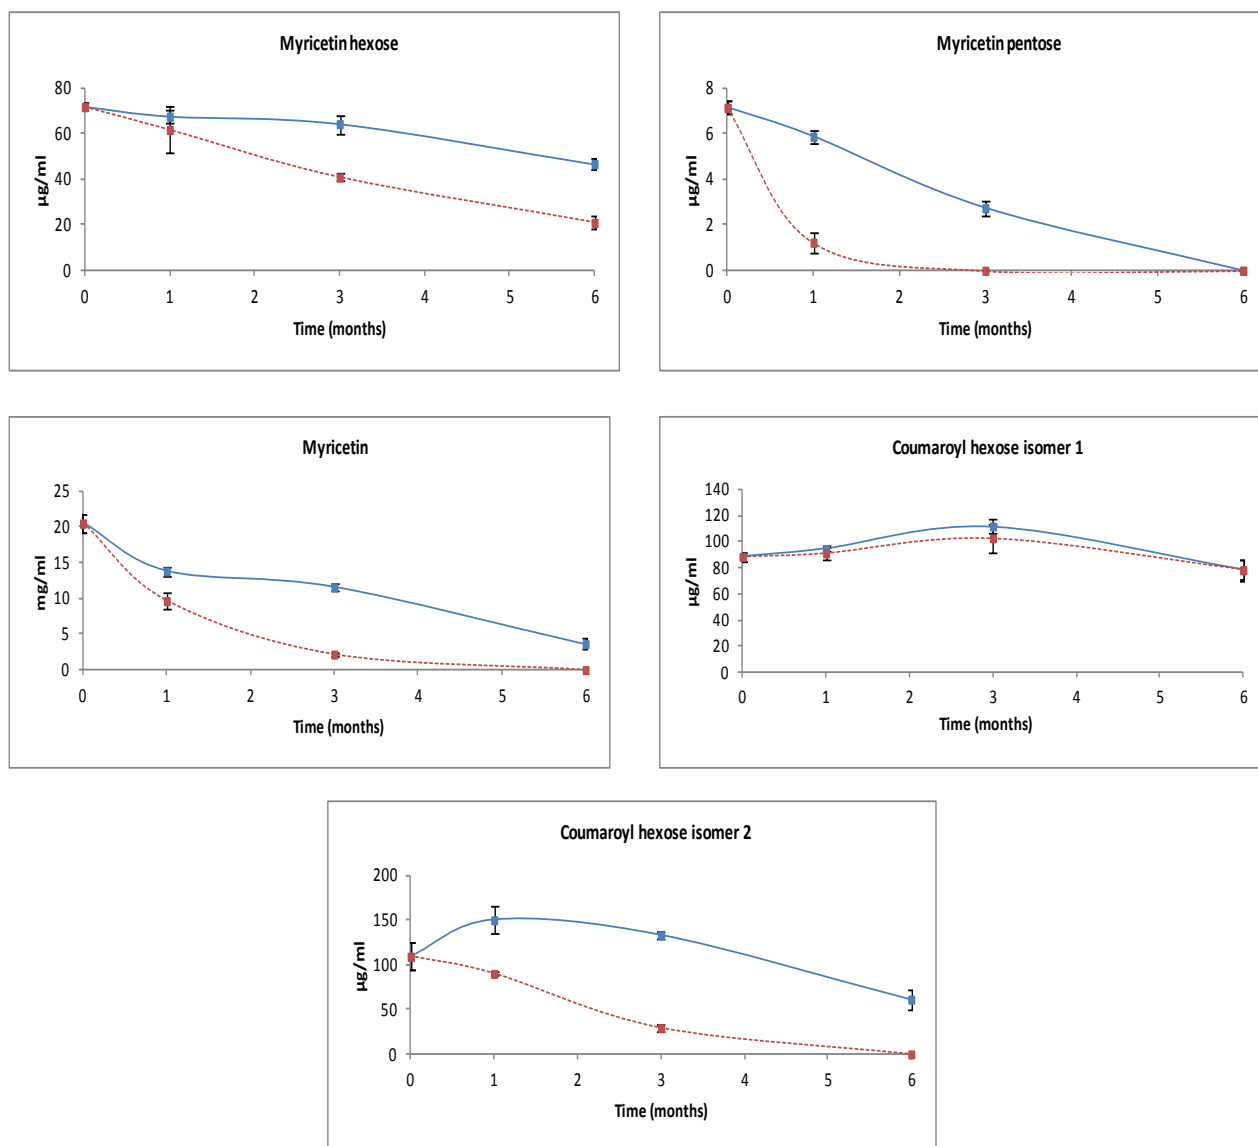 Myricetin hexose
µg/ml
80
60
40
20
0
0 1 2 3 4 5 6
Time (months)
Myricetin pentose
µg/ml
8
6
4
2
0
0 1 2 3 4 5 6
Time (months)
Myricetin
mg/ml
25
20
15
10
5
0
0 1 2 3 4 5 6
Time (months)
Coumaroyl hexose isomer 1
µg/ml
140
120
100
80
60
40
20
0
0 1 2 3 4 5 6
Time (months)
Coumaroyl hexose isomer 2
µg/ml
200
150
100
50
0
0 1 2 3 4 5 6
Time (months)